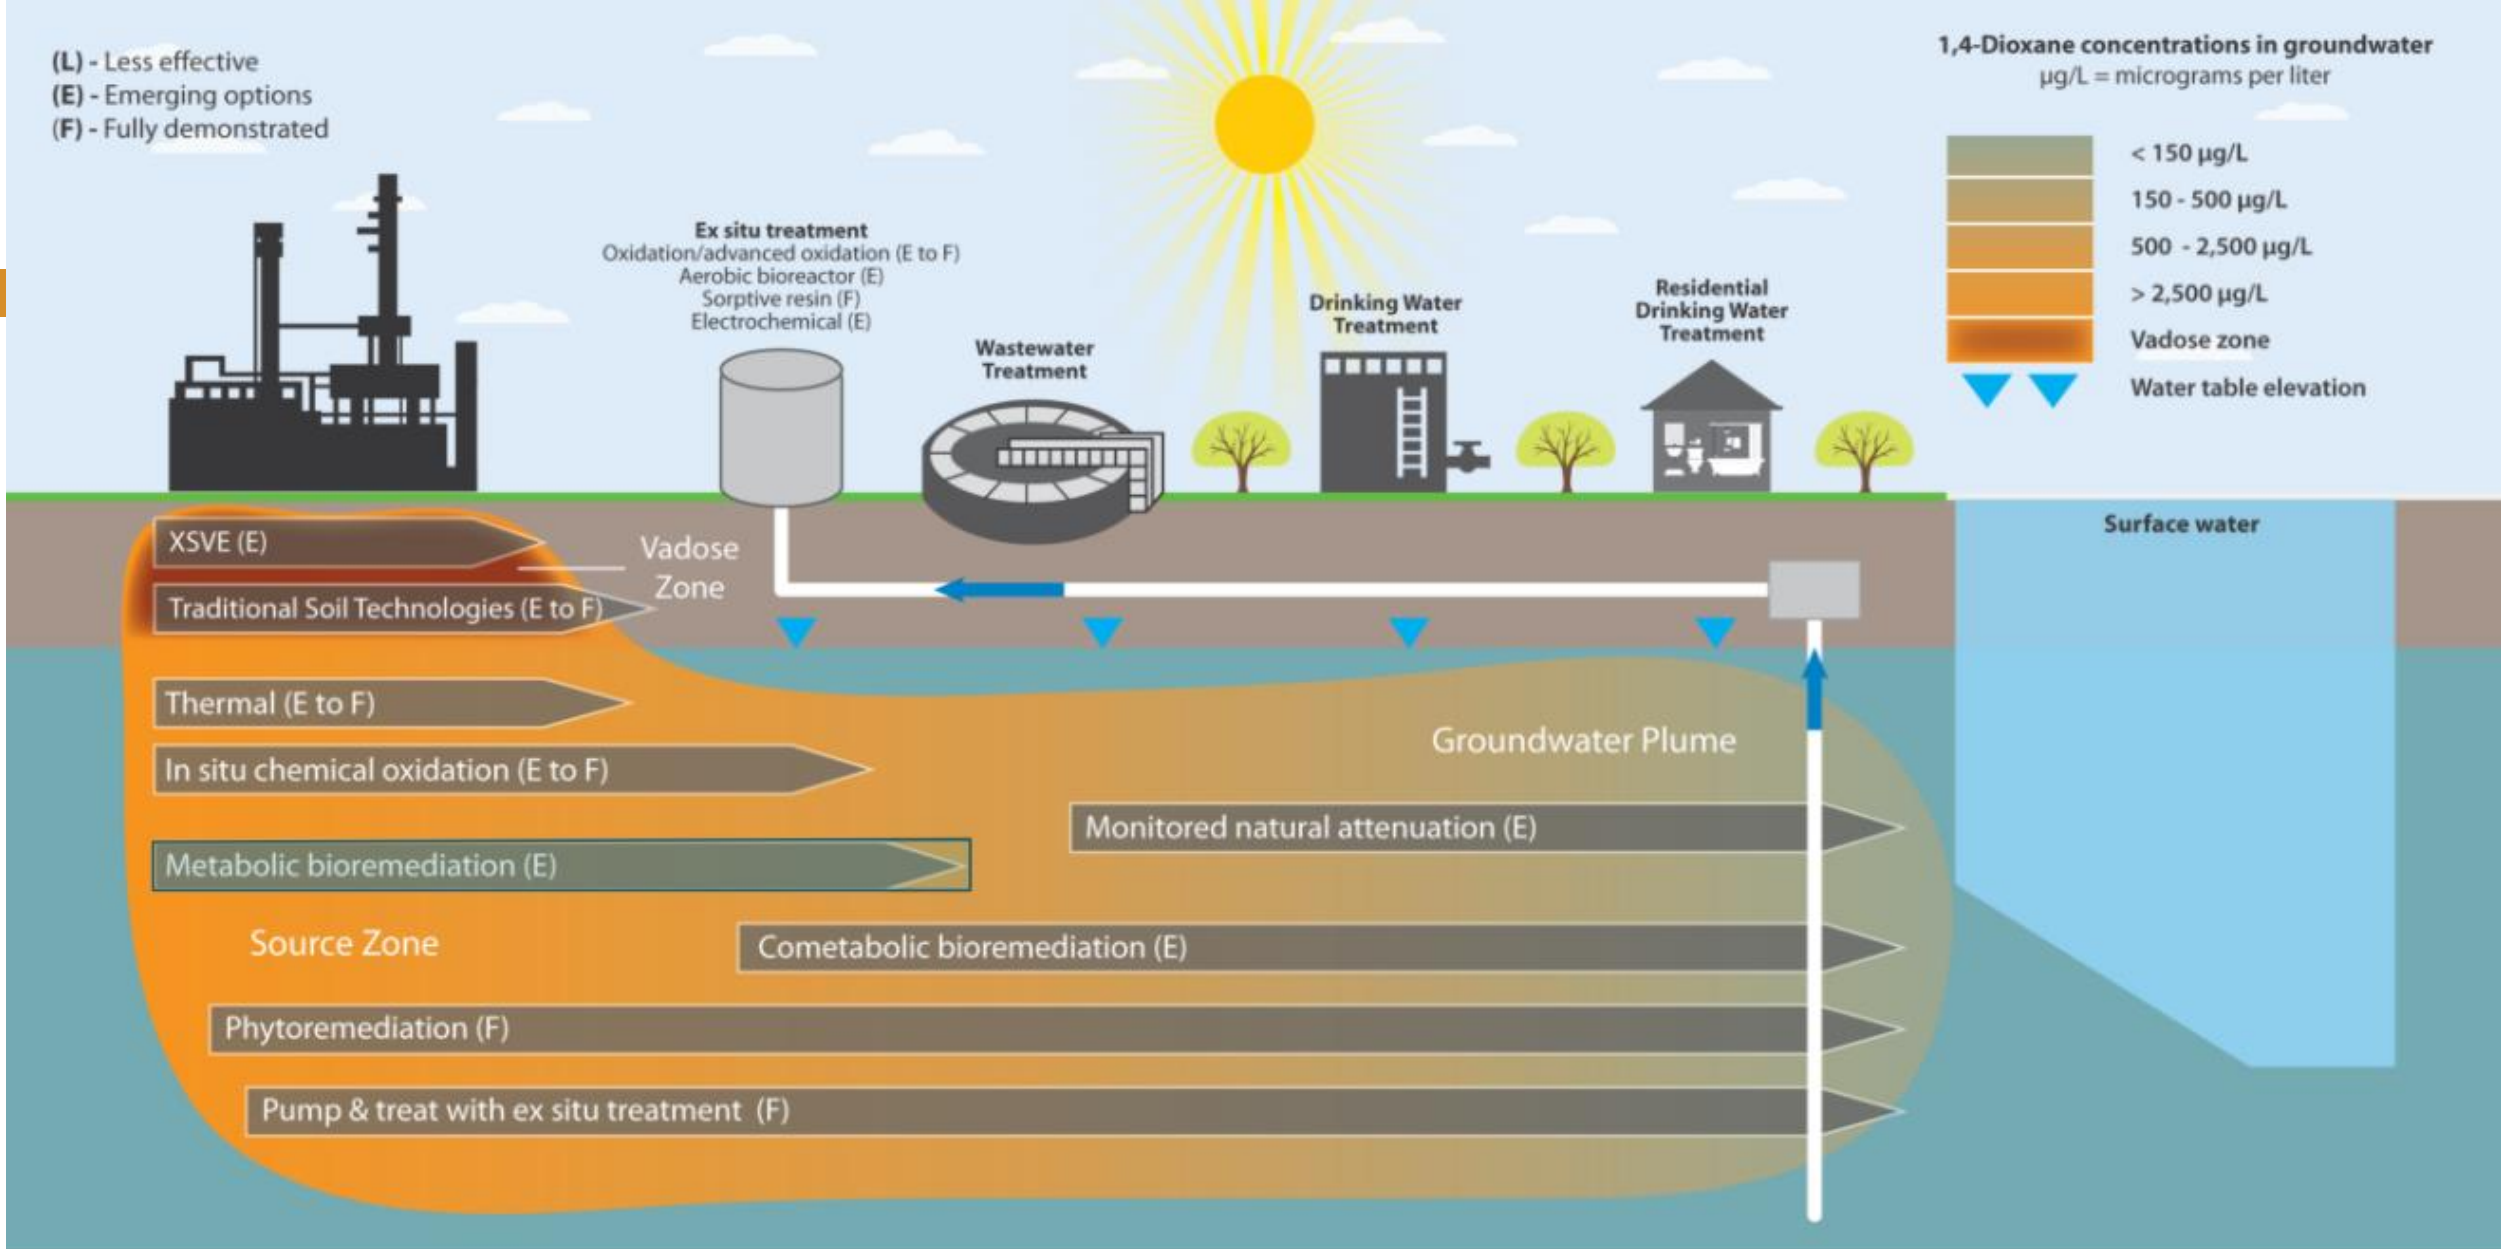 (L) - Less effective
(E) - Emerging options
(F) - Fully demonstrated
1,4-Dioxane concentrations in groundwater
µg/L = micrograms per liter
< 150 µg/L
150 - 500 µg/L
500 - 2,500 µg/L
> 2,500 µg/L
Vadose zone
Water table elevation
Ex situ treatment
Oxidation/advanced oxidation (E to F)
Aerobic bioreactor (E)
Sorptive resin (F)
Electrochemical (E)
Wastewater
Treatment
Drinking Water
Treatment
Residential
Drinking Water
Treatment
Surface water
XSVE (E)
Vadose
Zone
Traditional Soil Technologies (E to F)
Thermal (E to F)
In situ chemical oxidation (E to F)
Groundwater Plume
Monitored natural attenuation (E)
Metabolic bioremediation (E)
Source Zone
Cometabolic bioremediation (E)
Phytoremediation (F)
Pump & treat with ex situ treatment (F)